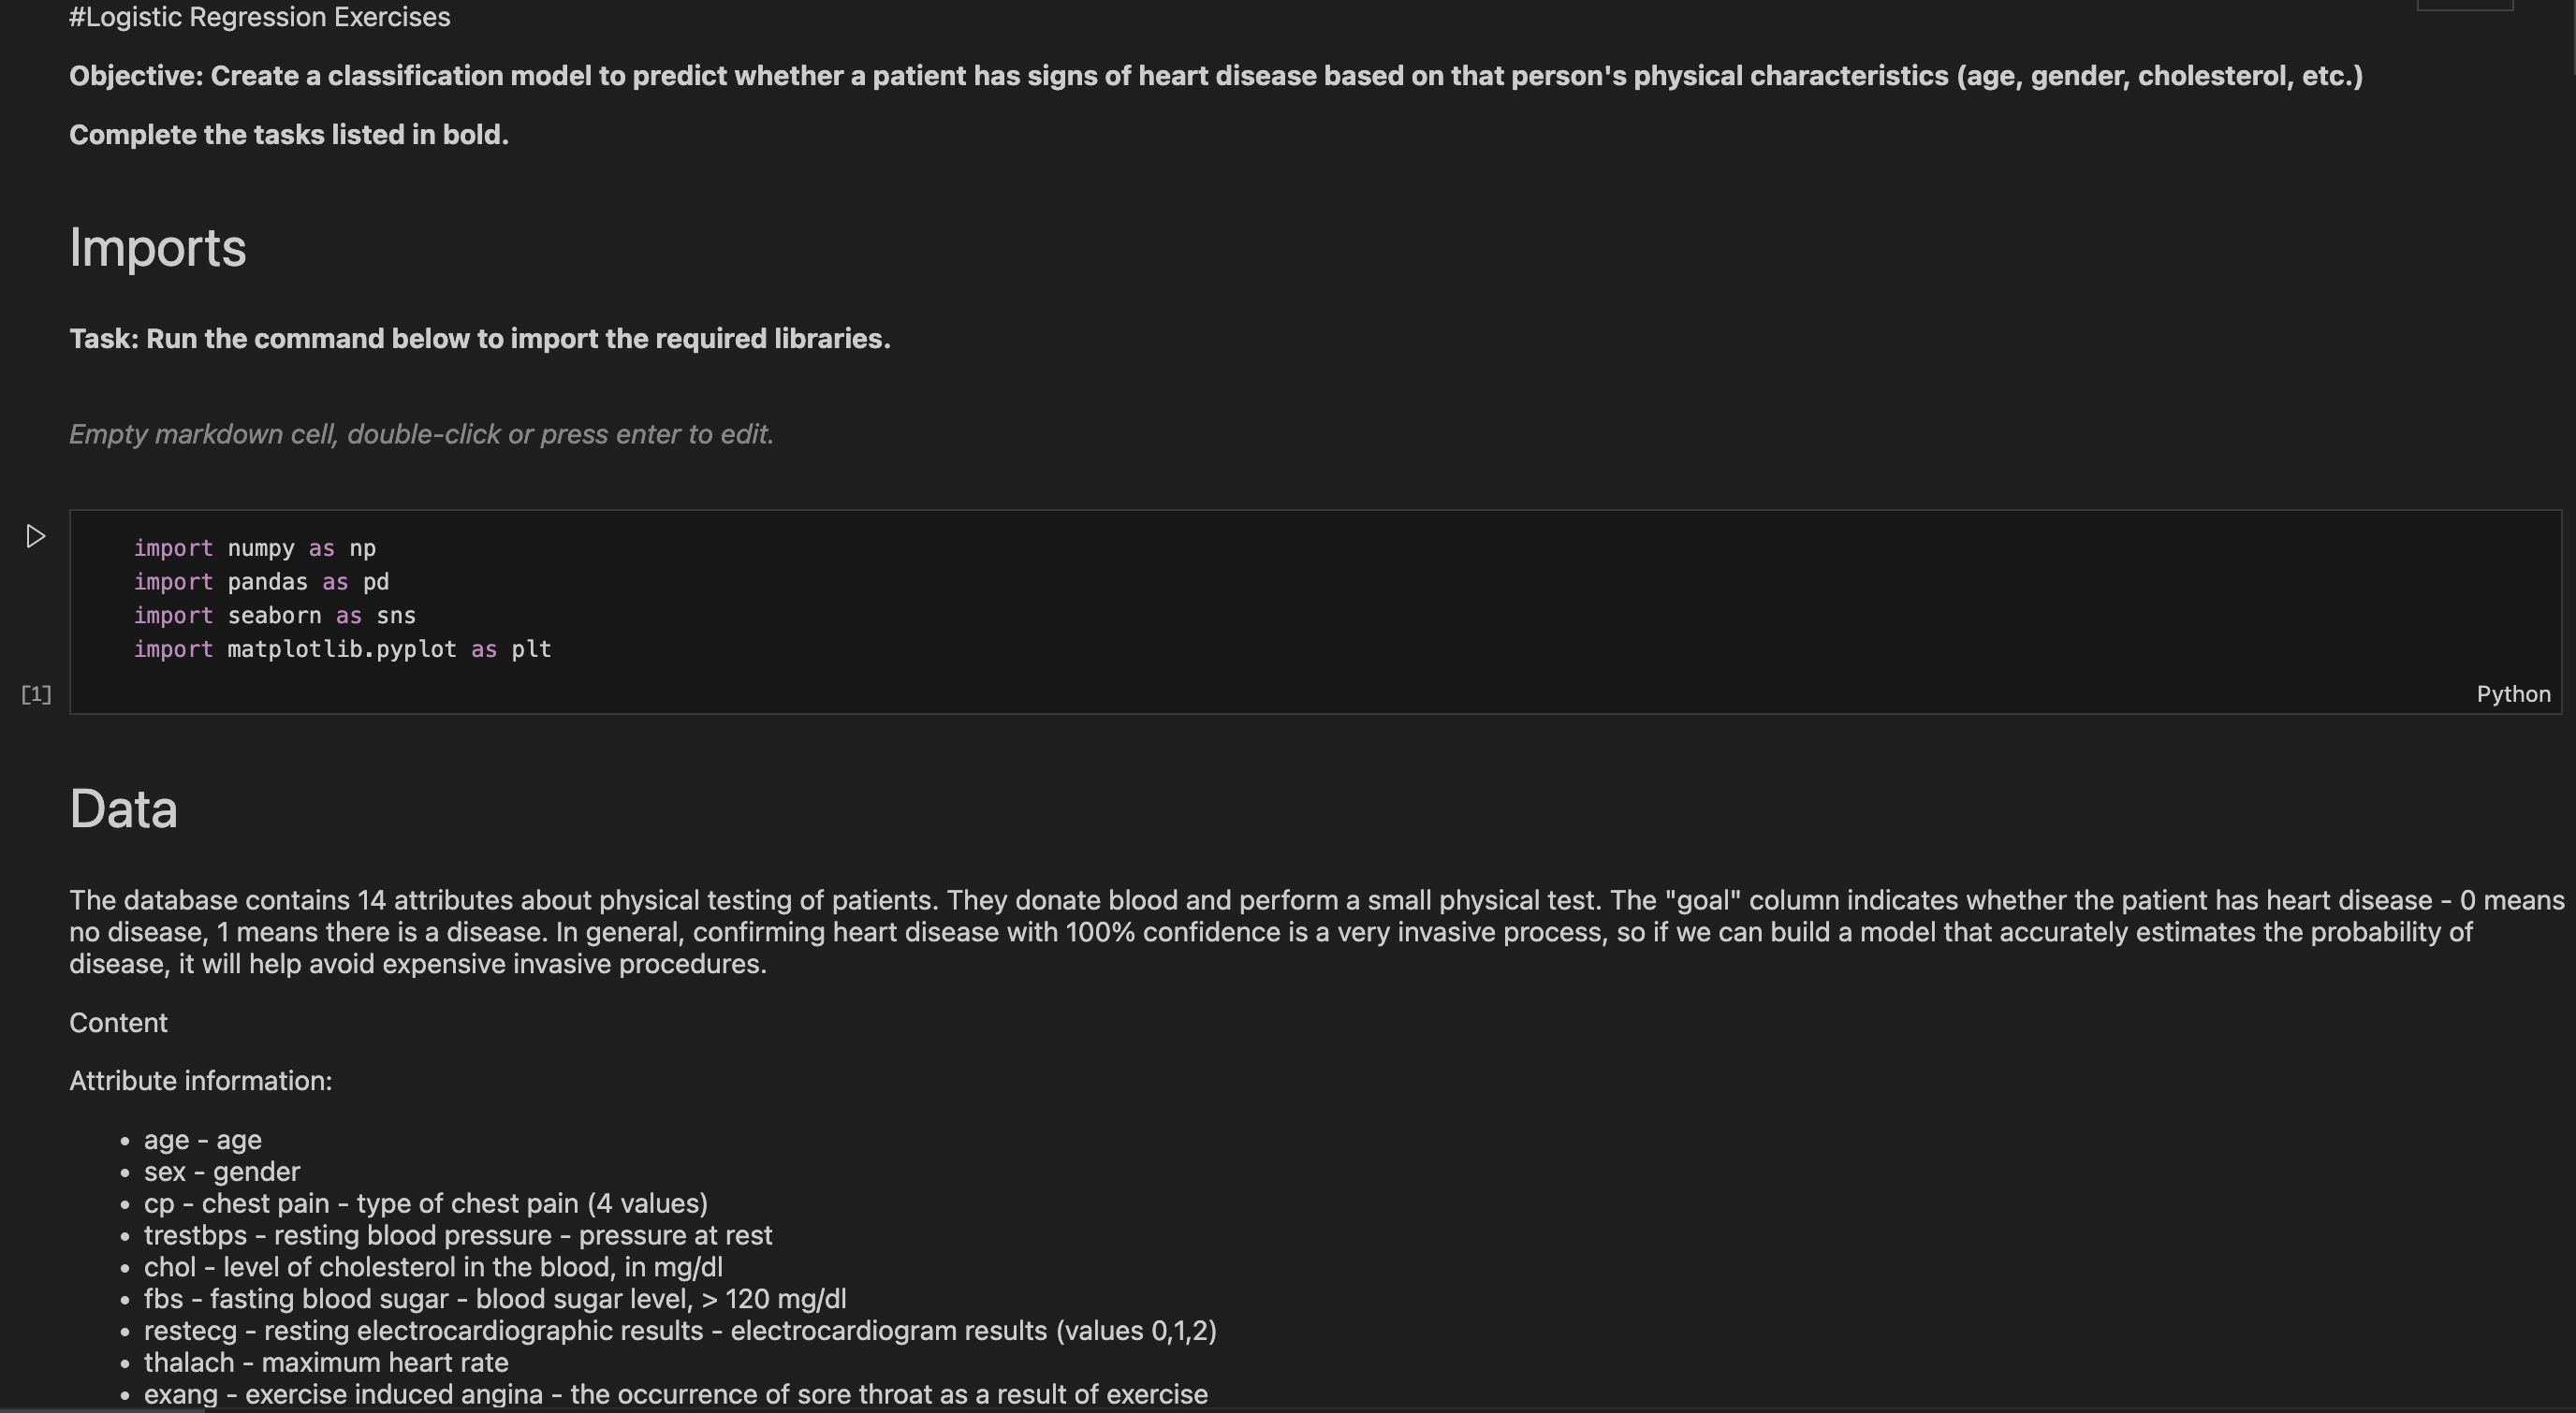 #Logistic Regression Exercises
Objective: Create a classification model to predict whether a patient has signs of heart disease based on that person's physical characteristics (age, gender, cholesterol, etc.)
Complete the tasks listed in bold.
Imports
Task: Run the command below to import the required libraries.
Empty markdown cell, double-click or press enter to edit.
import numpy as np
import pandas as pd
import seaborn as sns
import matplotlib.pyplot as plt
[1]
Python
Data
The database contains 14 attributes about physical testing of patients. They donate blood and perform a small physical test. The "goal" column indicates whether the patient has heart disease - 0 means
no disease, 1 means there is a disease. In general, confirming heart disease with 100% confidence is a very invasive process, so if we can build a model that accurately estimates the probability of
disease, it will help avoid expensive invasive procedures.
Content
Attribute information:
• age - age
• sex - gender
• cp - chest pain - type of chest pain (4 values)
• trestbps - resting blood pressure - pressure at rest
• chol - level of cholesterol in the blood, in mg/dl
• fbs - fasting blood sugar - blood sugar level, > 120 mg/dl
• restecg - resting electrocardiographic results - electrocardiogram results (values 0,1,2)
• thalach - maximum heart rate
• exang - exercise induced angina - the occurrence of sore throat as a result of exercise